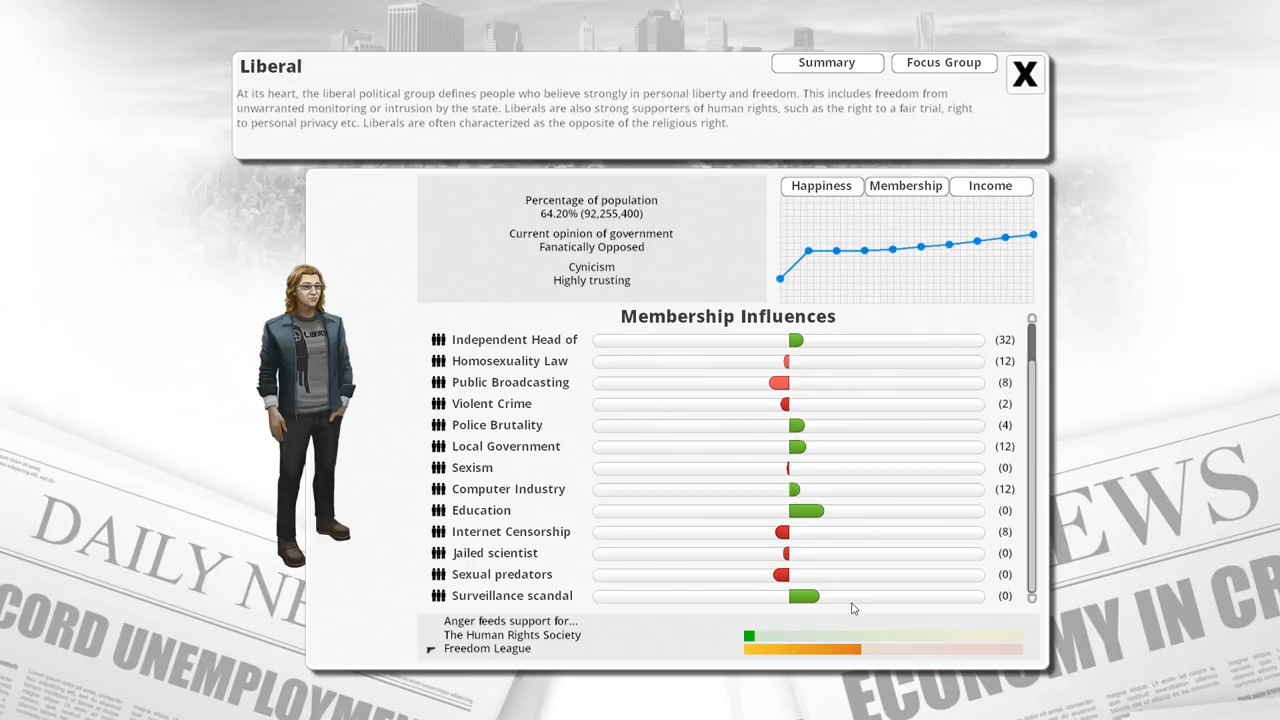 Liberal
Summary
Focus Group
X
At its heart, the liberal political group defines people who believe strongly in personal liberty and freedom. This includes freedom from
unwarranted monitoring or intrusion by the state. Liberals are also strong supporters of human rights, such as the right to a fair trial, right
to personal privacy etc. Liberals are often characterized as the opposite of the religious right.
Percentage of population
64.20% (92,255,400)
Current opinion of government
Fanatically Opposed
Cynicism
Highly trusting
Happiness
Membership
Income
Membership Influences
Independent Head of (32)
Homosexuality Law (12)
Public Broadcasting (8)
Violent Crime (2)
Police Brutality (4)
Local Government (12)
Sexism (0)
Computer Industry (12)
Education (0)
Internet Censorship (8)
Jailed scientist (0)
Sexual predators (0)
Surveillance scandal (0)
Anger feeds support for...
The Human Rights Society
Freedom League
DAILY NE
CORD UNEMPLOYM
EWS
ECONOMY IN CR